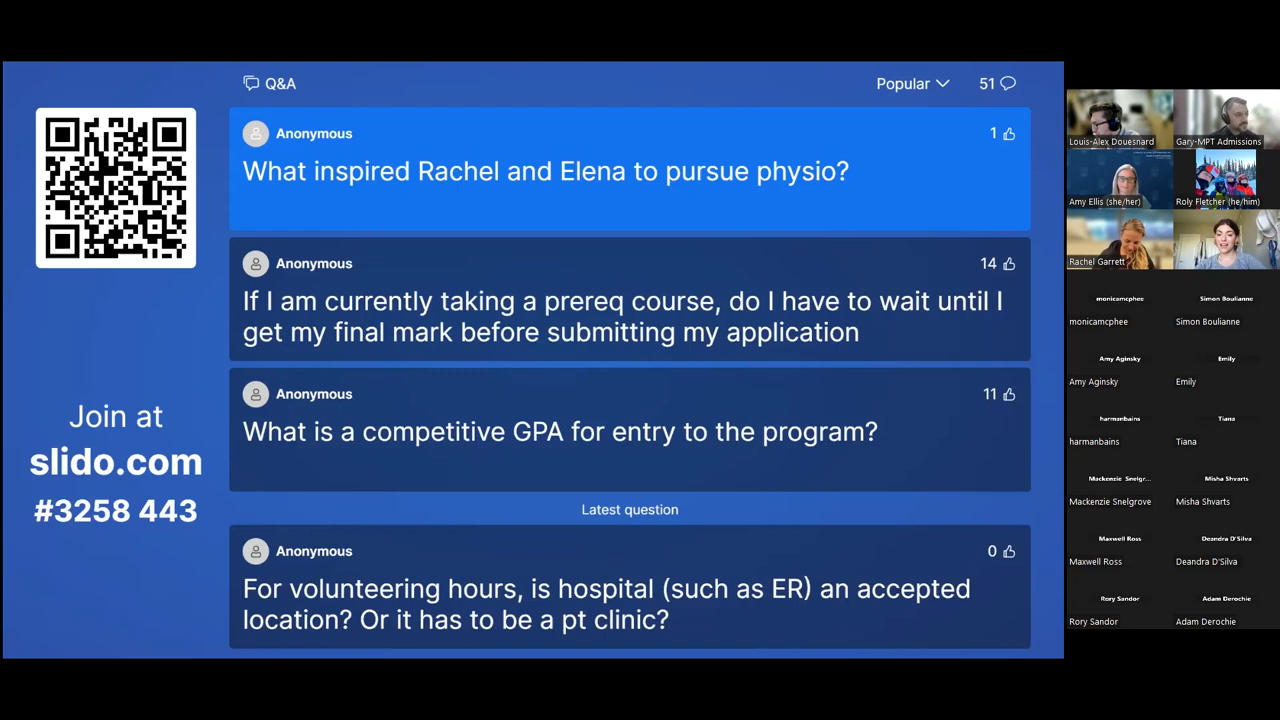 Q&A
Popular
51
Anonymous
1
What inspired Rachel and Elena to pursue physio?
Anonymous
14
If I am currently taking a prereq course, do I have to wait until I
get my final mark before submitting my application
Anonymous
11
What is a competitive GPA for entry to the program?
Latest question
Anonymous
0
For volunteering hours, is hospital (such as ER) an accepted
location? Or it has to be a pt clinic?
Join at
slido.com
#3258 443
Louis-Alex Douesnard
Gary-MPT Admissions
Amy Ellis (she/her)
Roly Fletcher (he/him)
Rachel Garrett
monicamcphee
Simon Boulianne
monicamcphee
Simon Boulianne
Amy Aginsky
Emily
Amy Aginsky
Emily
harmanbains
Tiana
harmanbains
Tiana
Mackenzie Snelgr...
Misha Shvarts
Mackenzie Snelgrove
Misha Shvarts
Maxwell Ross
Deandra D'Silva
Maxwell Ross
Deandra D'Silva
Rory Sandor
Adam Derochie
Rory Sandor
Adam Derochie